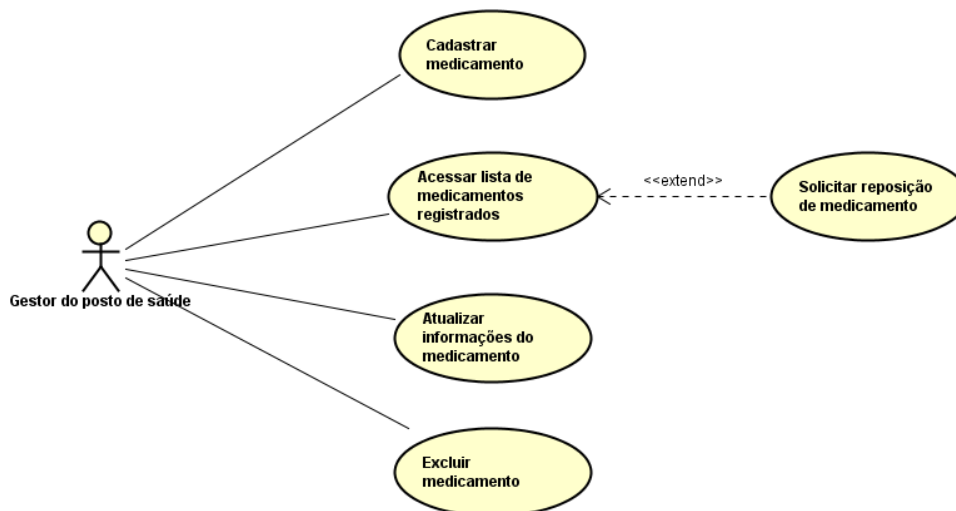 Cadastrar
medicamento
Acessar lista de
medicamentos
registrados
<<extend>>
Solicitar reposição
de medicamento
Gestor do posto de saúde
Atualizar
informações do
medicamento
Excluir
medicamento